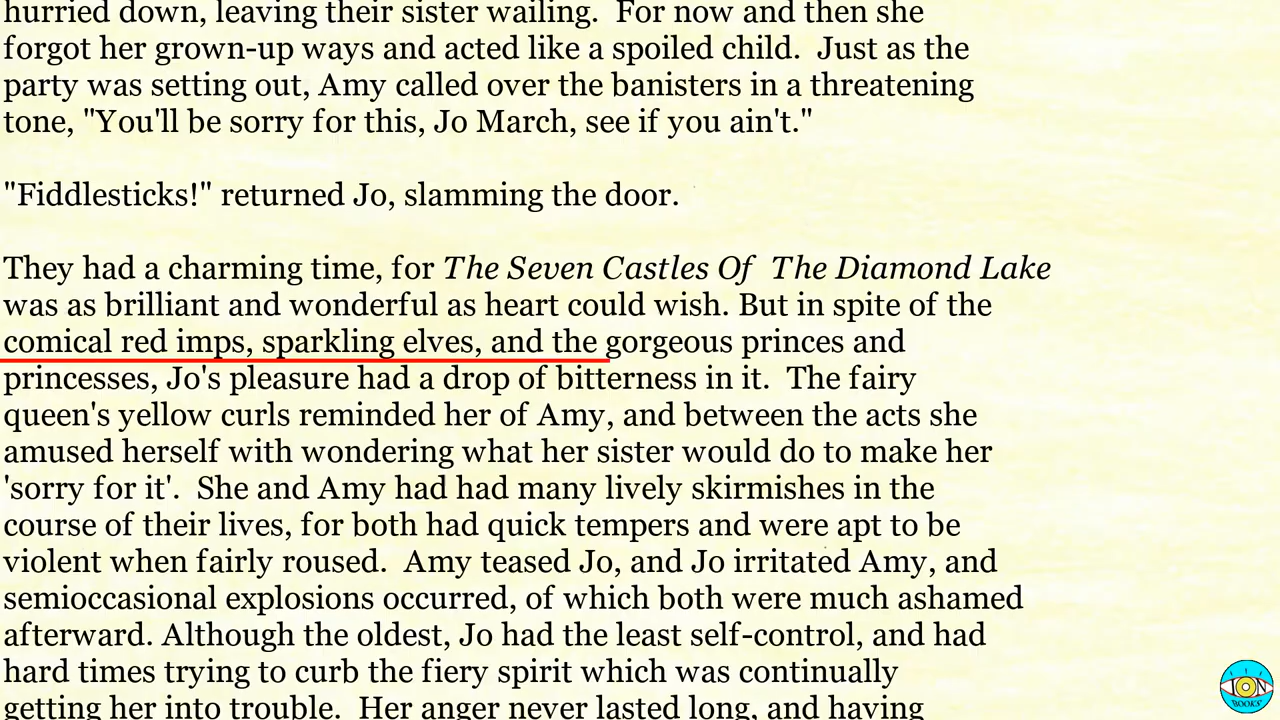 hurried down, leaving their sister wailing.  For now and then she
forgot her grown-up ways and acted like a spoiled child.  Just as the
party was setting out, Amy called over the banisters in a threatening
tone, "You'll be sorry for this, Jo March, see if you ain't."
"Fiddlesticks!" returned Jo, slamming the door.
They had a charming time, for The Seven Castles Of  The Diamond Lake
was as brilliant and wonderful as heart could wish. But in spite of the
comical red imps, sparkling elves, and the gorgeous princes and
princesses, Jo's pleasure had a drop of bitterness in it.  The fairy
queen's yellow curls reminded her of Amy, and between the acts she
amused herself with wondering what her sister would do to make her
'sorry for it'.  She and Amy had had many lively skirmishes in the
course of their lives, for both had quick tempers and were apt to be
violent when fairly roused.  Amy teased Jo, and Jo irritated Amy, and
semioccasional explosions occurred, of which both were much ashamed
afterward. Although the oldest, Jo had the least self-control, and had
hard times trying to curb the fiery spirit which was continually
getting her into trouble.  Her anger never lasted long, and having
ION
BOOKS